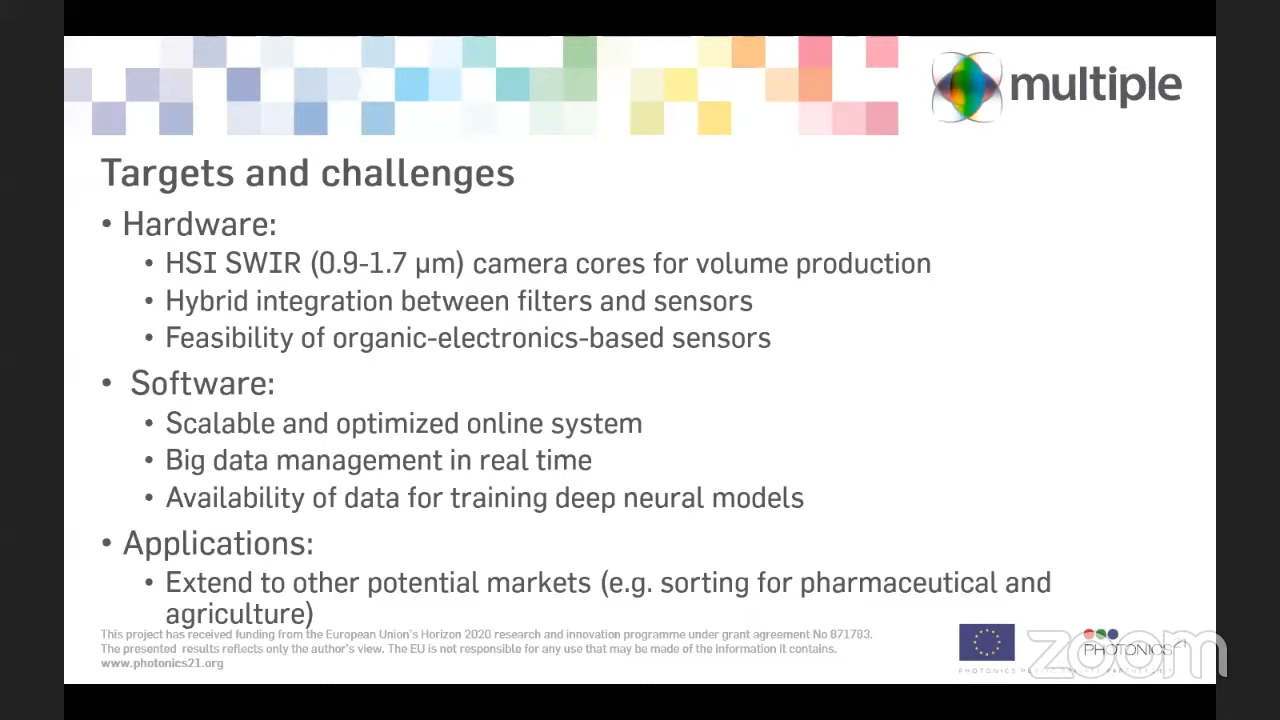 multiple
Targets and challenges
• Hardware:
• HSI SWIR (0.9-1.7 µm) camera cores for volume production
• Hybrid integration between filters and sensors
• Feasibility of organic-electronics-based sensors
• Software:
• Scalable and optimized online system
• Big data management in real time
• Availability of data for training deep neural models
• Applications:
• Extend to other potential markets (e.g. sorting for pharmaceutical and
agriculture)
This project has received funding from the European Union's Horizon 2020 research and innovation programme under grant agreement No 871783.
The presented results reflects only the author's view. The EU is not responsible for any use that may be made of the information it contains.
www.photonics21.org
PHOTONICS21
zoom